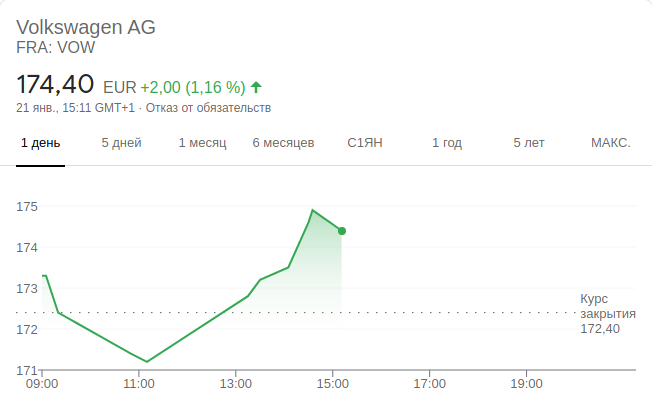 Volkswagen AG
FRA: VOW
174,40 EUR +2,00 (1,16 %)
21 янв., 15:11 GMT+1 · Отказ от обязательств
1 день 5 дней 1 месяц 6 месяцев С1ЯН 1 год 5 лет МАКС.
175
174
173
Курс
закрытия
172,40
172
171
09:00 11:00 13:00 15:00 17:00 19:00